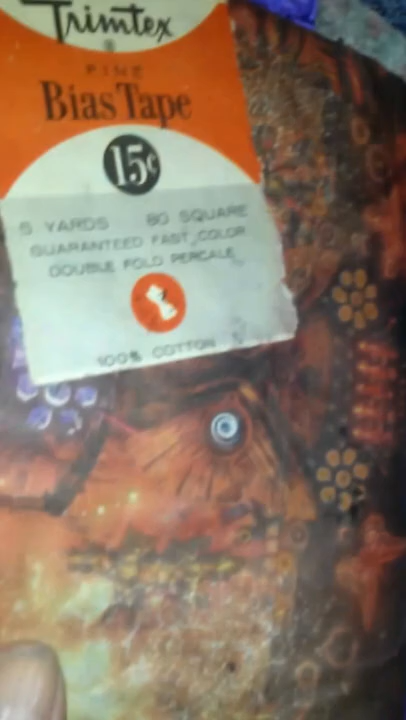 Trimtex
FINE
Bias Tape
15¢
5 YARDS 80 SQUARE
GUARANTEED FAST COLOR
DOUBLE FOLD PERCALE
100% COTTON